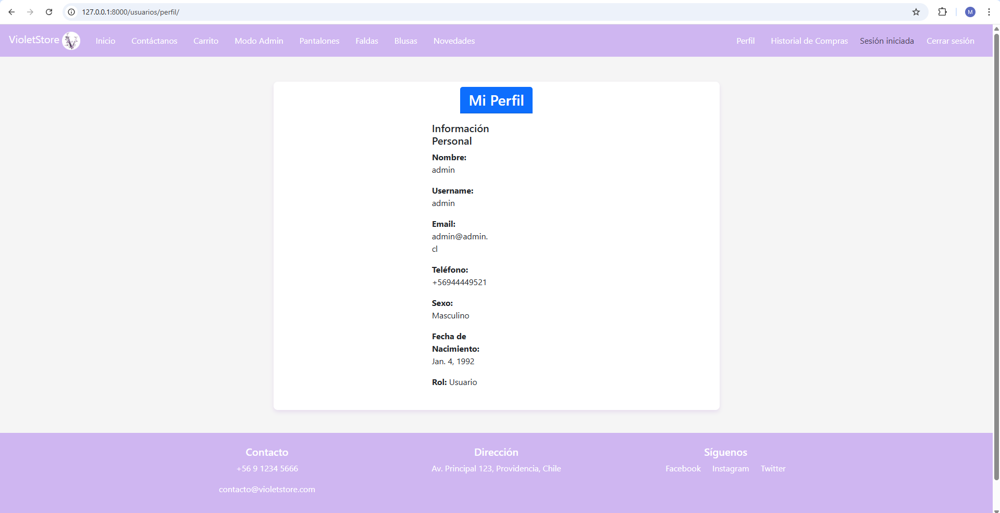 127.0.0.1:8000/usuarios/perfil/
M
VioletStore V Inicio Contáctanos Carrito Modo Admin Pantalones Faldas Blusas Novedades Perfil Historial de Compras Sesión iniciada Cerrar sesión
Mi Perfil
Información
Personal
Nombre:
admin
Username:
admin
Email:
admin@admin.
cl
Teléfono:
+56944449521
Sexo:
Masculino
Fecha de
Nacimiento:
Jan. 4, 1992
Rol: Usuario
Contacto
+56 9 1234 5666
contacto@violetstore.com
Dirección
Av. Principal 123, Providencia, Chile
Síguenos
Facebook Instagram Twitter